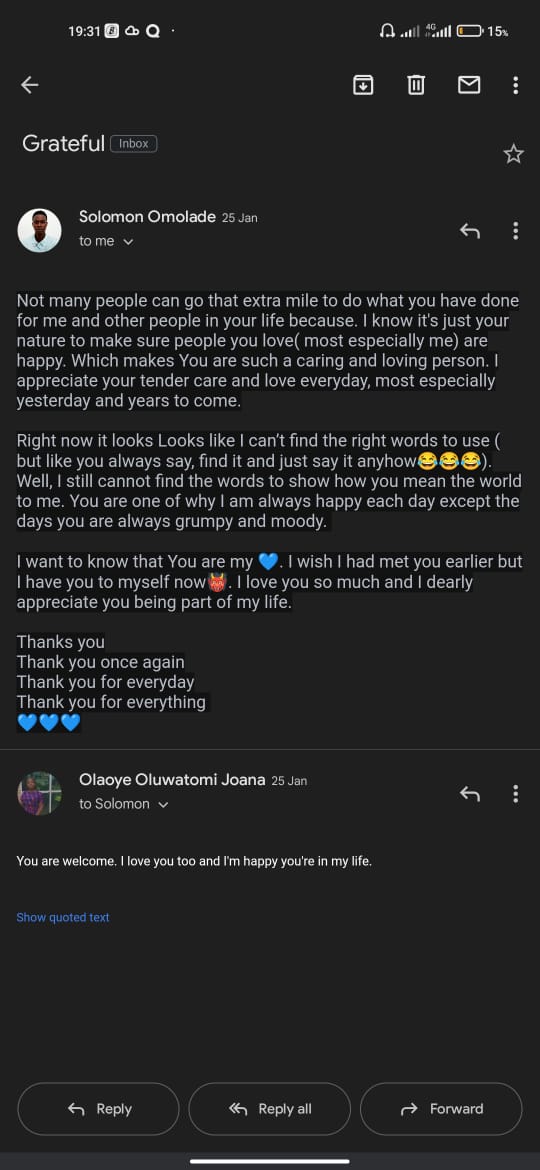 19:31
4G
15%
Grateful Inbox
Solomon Omolade 25 Jan
to me
Not many people can go that extra mile to do what you have done
for me and other people in your life because. I know it's just your
nature to make sure people you love( most especially me) are
happy. Which makes You are such a caring and loving person. I
appreciate your tender care and love everyday, most especially
yesterday and years to come.
Right now it looks Looks like I can't find the right words to use (
but like you always say, find it and just say it anyhow😂😂😂).
Well, I still cannot find the words to show how you mean the world
to me. You are one of why I am always happy each day except the
days you are always grumpy and moody.
I want to know that You are my 💙. I wish I had met you earlier but
I have you to myself now👹. I love you so much and I dearly
appreciate you being part of my life.
Thanks you
Thank you once again
Thank you for everyday
Thank you for everything
💙💙💙
Olaoye Oluwatomi Joana 25 Jan
to Solomon
You are welcome. I love you too and I'm happy you're in my life.
Show quoted text
Reply
Reply all
Forward